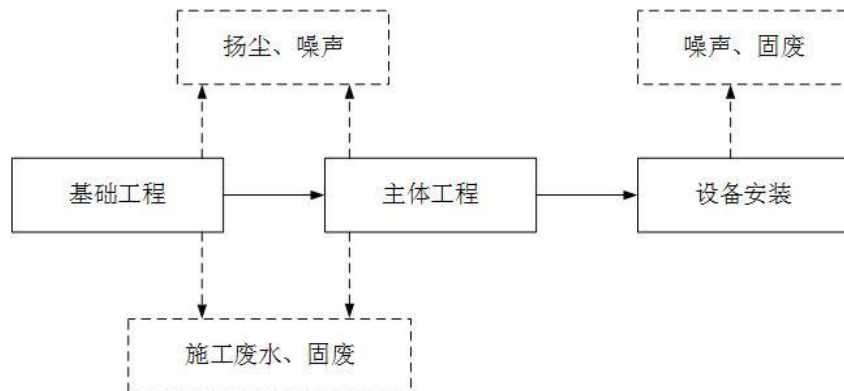 扬尘、噪声
噪声、固废
基础工程
主体工程
设备安装
施工废水、固废